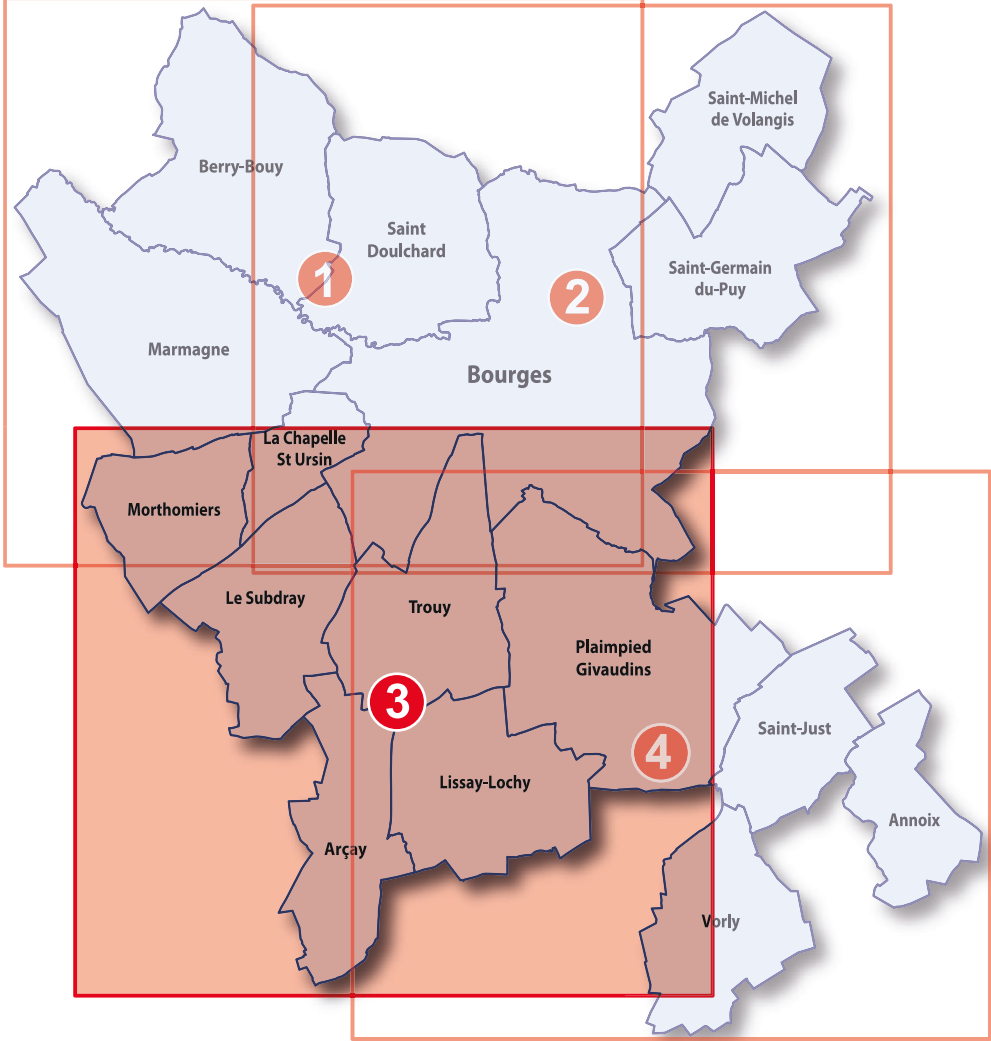 Saint-Michel
de Volangis
Berry-Bouy
Saint
Doulchard
Saint-Germain
du-Puy
1
2
Marmagne
Bourges
La Chapelle
St Ursin
Morthomiers
Le Subdray
Trouy
Plaimpied
Givaudins
3
Saint-Just
4
Lissay-Lochy
Annoix
Arçay
Vorly